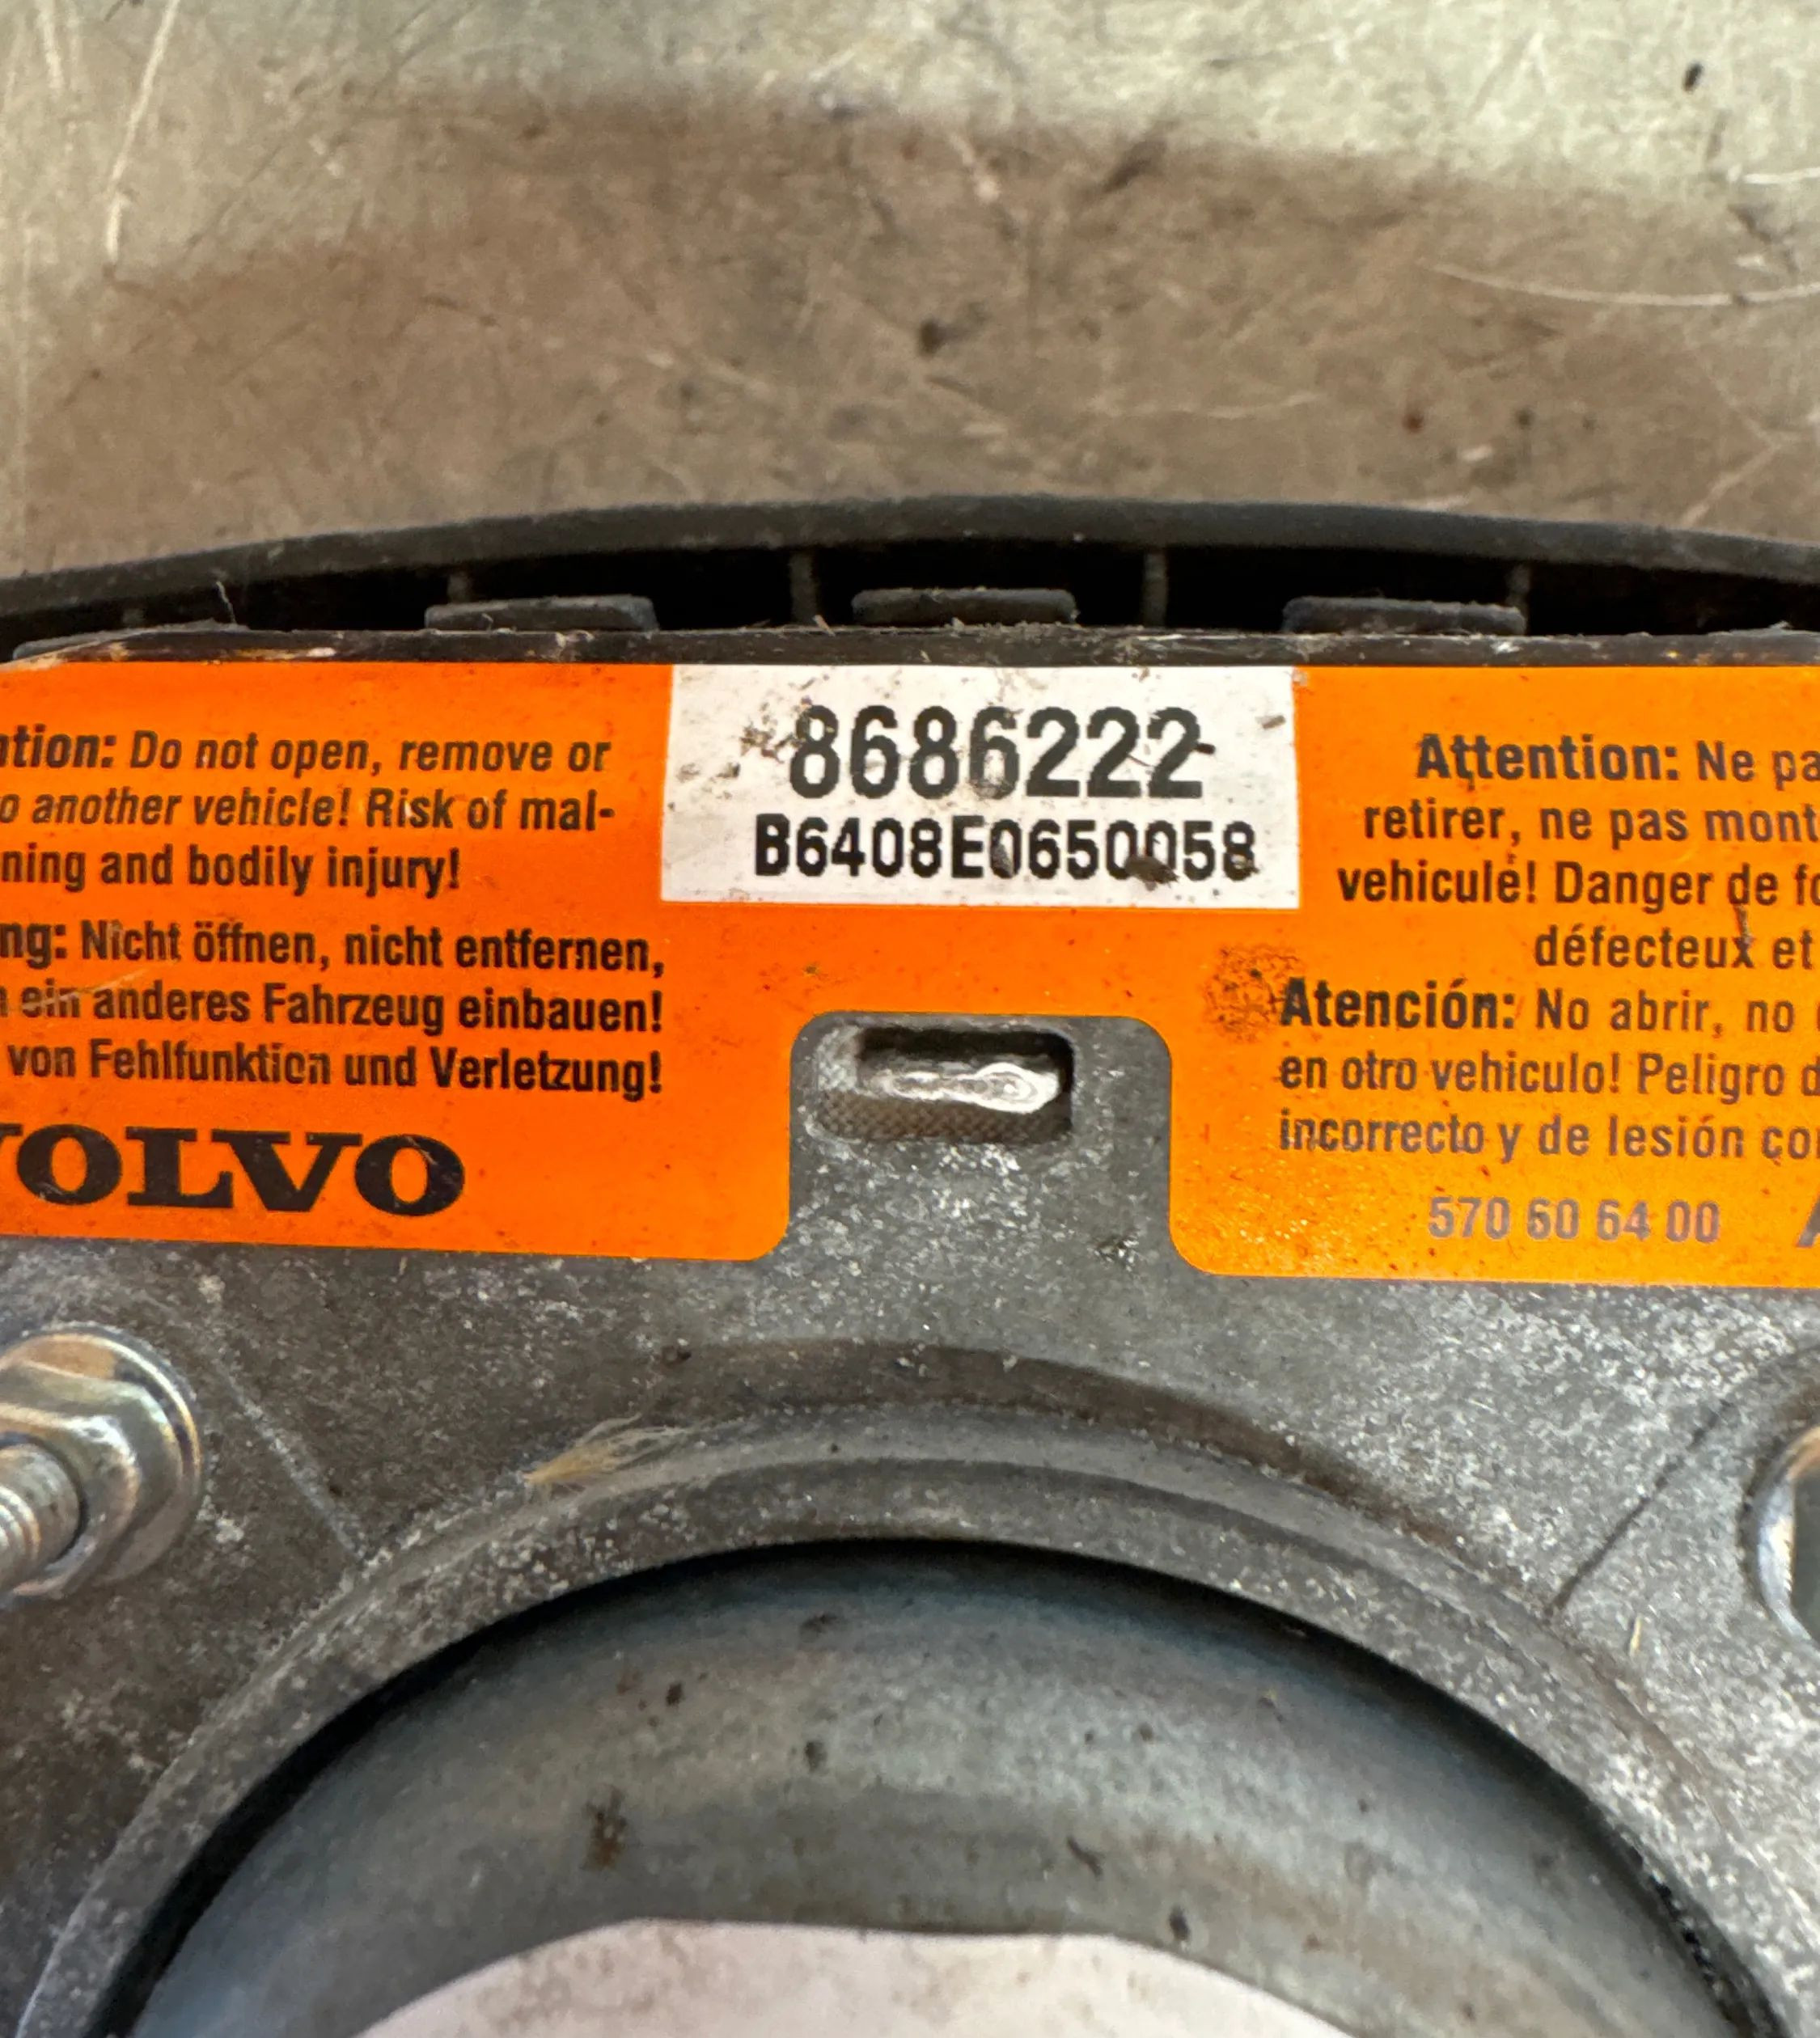 8686222
B6408E0650058
tion: Do not open, remove or
o another vehicle! Risk of mal-
ning and bodily injury!
ng: Nicht öffnen, nicht entfernen,
ein anderes Fahrzeug einbauen!
von Fehlfunktion und Verletzung!
VOLVO
Attention: Ne pa
retirer, ne pas mont
vehicule! Danger de fo
défecteux et
Atención: No abrir, no
en otro vehiculo! Peligro d
incorrecto y de lesión co
570 60 64 00